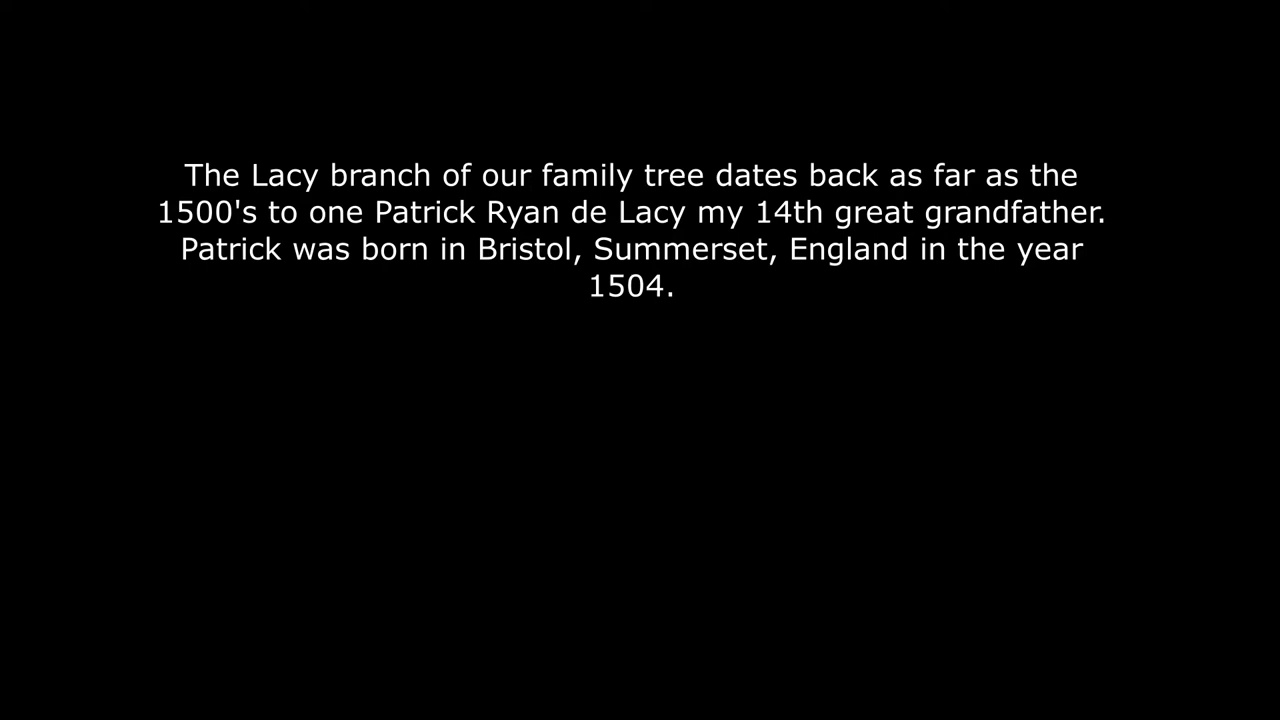 The Lacy branch of our family tree dates back as far as the
1500's to one Patrick Ryan de Lacy my 14th great grandfather.
Patrick was born in Bristol, Summerset, England in the year
1504.